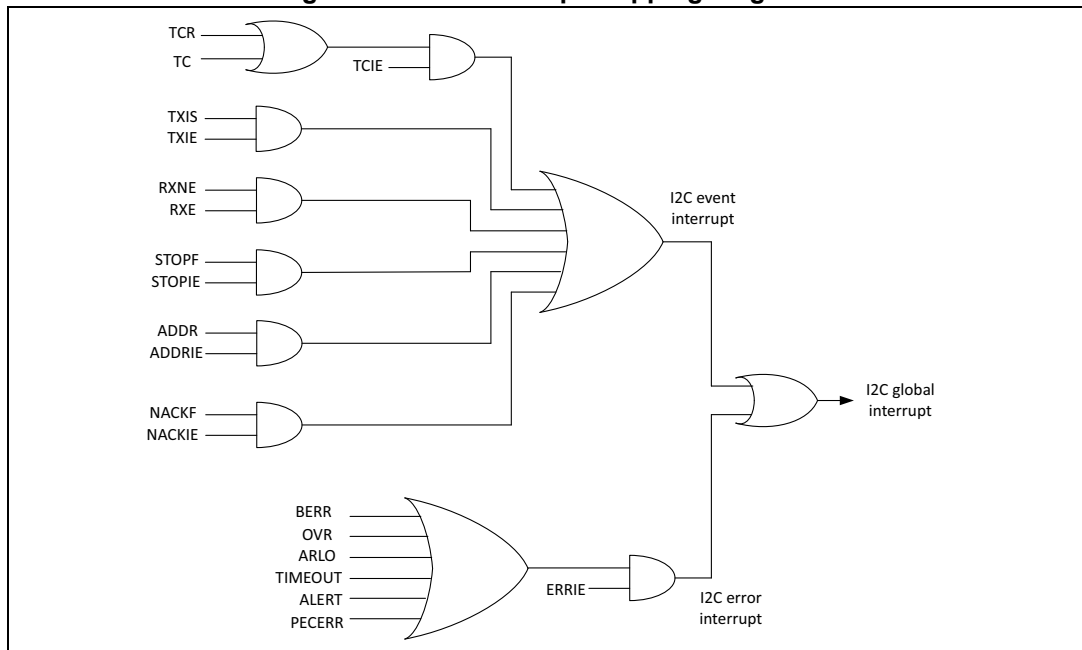 TCR
TC
TCIE
TXIS
TXIE
RXNE
RXE
STOPF
STOPIE
ADDR
ADDRIE
NACKF
NACKIE
I2C event
interrupt
I2C global
interrupt
BERR
OVR
ARLO
TIMEOUT
ALERT
PECERR
ERRIE
I2C error
interrupt